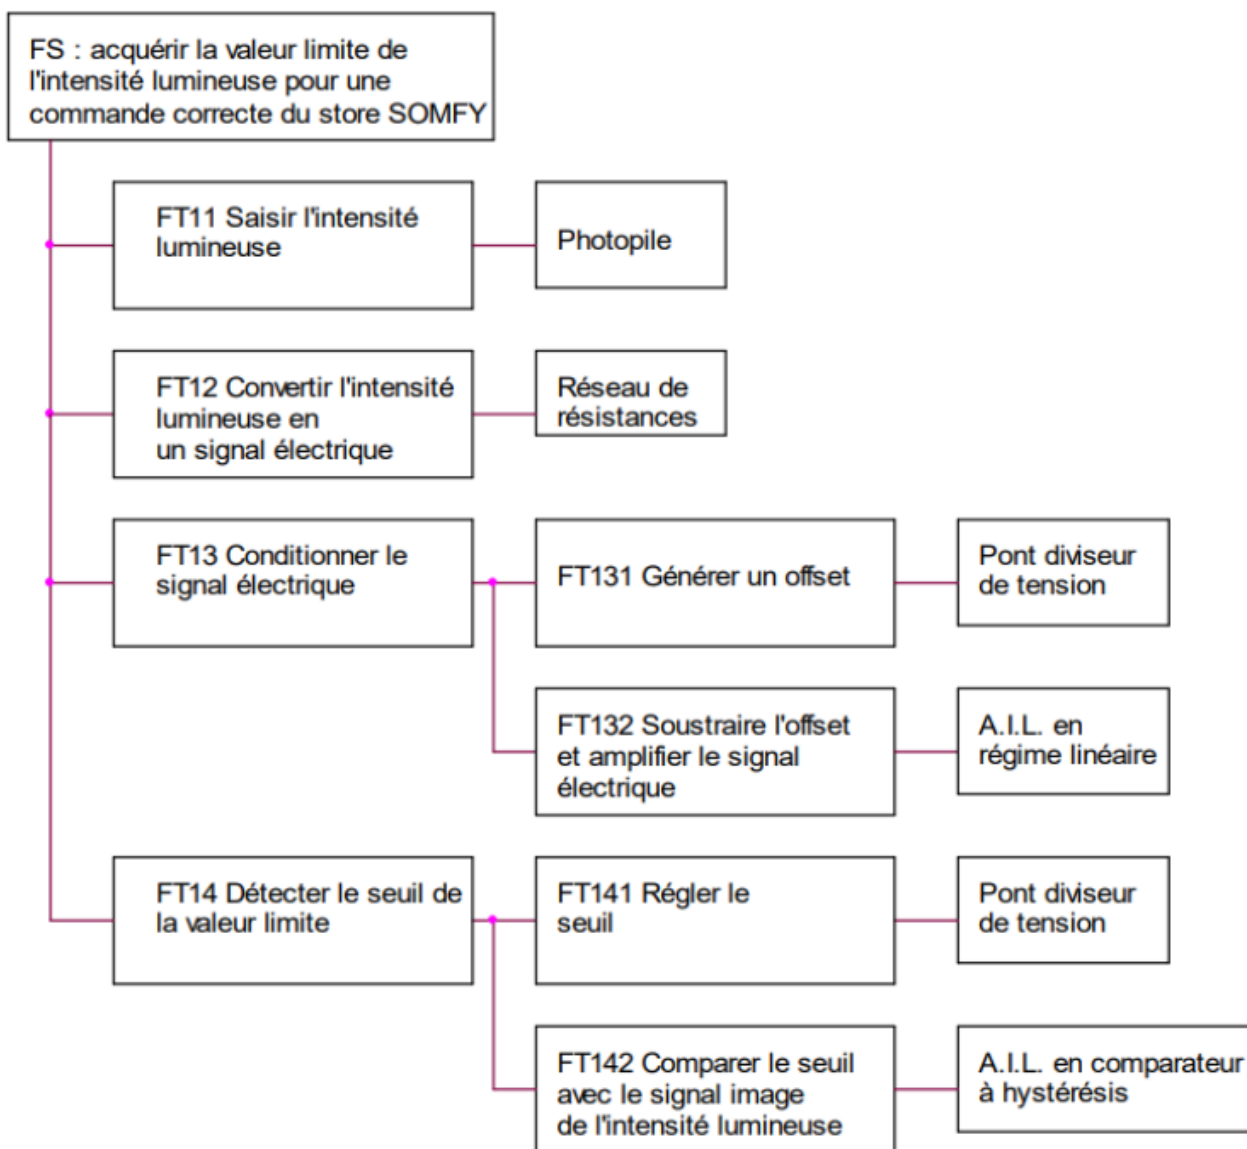 FS : acquérir la valeur limite de
l'intensité lumineuse pour une
commande correcte du store SOMFY
FT11 Saisir l'intensité
lumineuse
Photopile
FT12 Convertir l'intensité
lumineuse en
un signal électrique
Réseau de
résistances
FT13 Conditionner le
signal électrique
FT131 Générer un offset
Pont diviseur
de tension
FT132 Soustraire l'offset
et amplifier le signal
électrique
A.I.L. en
régime linéaire
FT14 Détecter le seuil de
la valeur limite
FT141 Régler le
seuil
Pont diviseur
de tension
FT142 Comparer le seuil
avec le signal image
de l'intensité lumineuse
A.I.L. en comparateur
à hystérésis